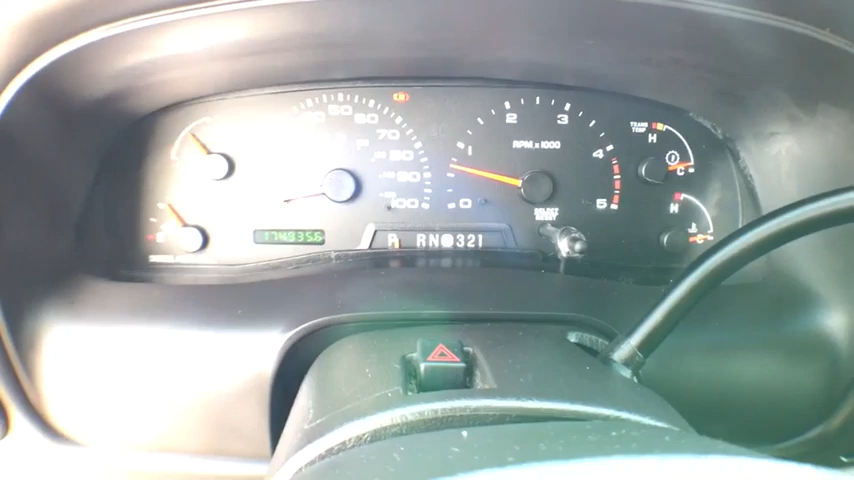 50
60
70
80
90
100
174935.6
RPM x 1000
0
1
2
3
4
5
SELECT
RESET
TRANS
TEMP
H
C
H
C
RN 321